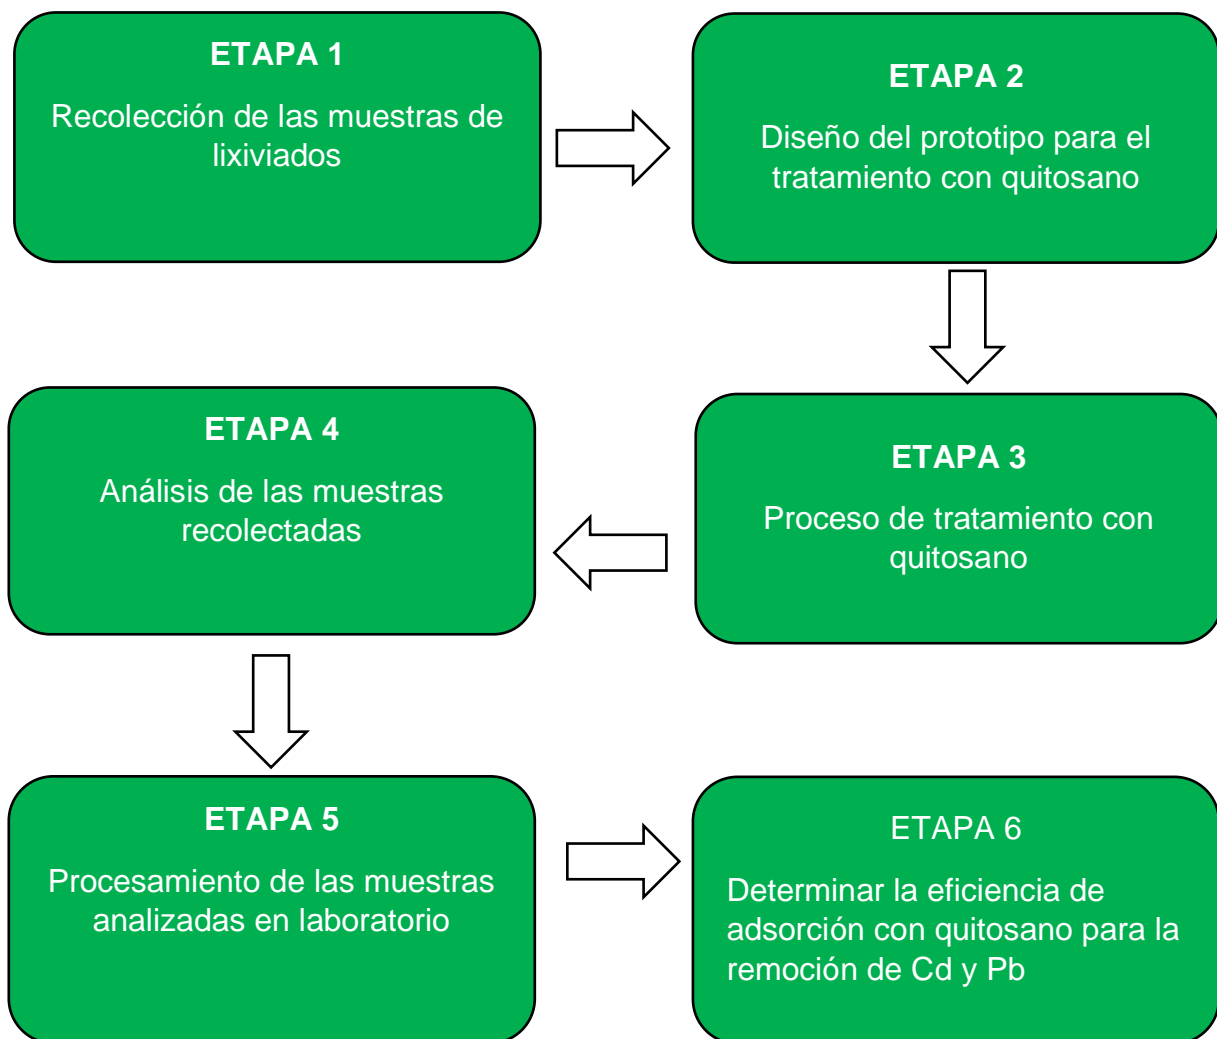 ETAPA 1
Recolección de las muestras de
lixiviados
ETAPA 2
Diseño del prototipo para el
tratamiento con quitosano
ETAPA 3
Proceso de tratamiento con
quitosano
ETAPA 4
Análisis de las muestras
recolectadas
ETAPA 5
Procesamiento de las muestras
analizadas en laboratorio
ETAPA 6
Determinar la eficiencia de
adsorción con quitosano para la
remoción de Cd y Pb